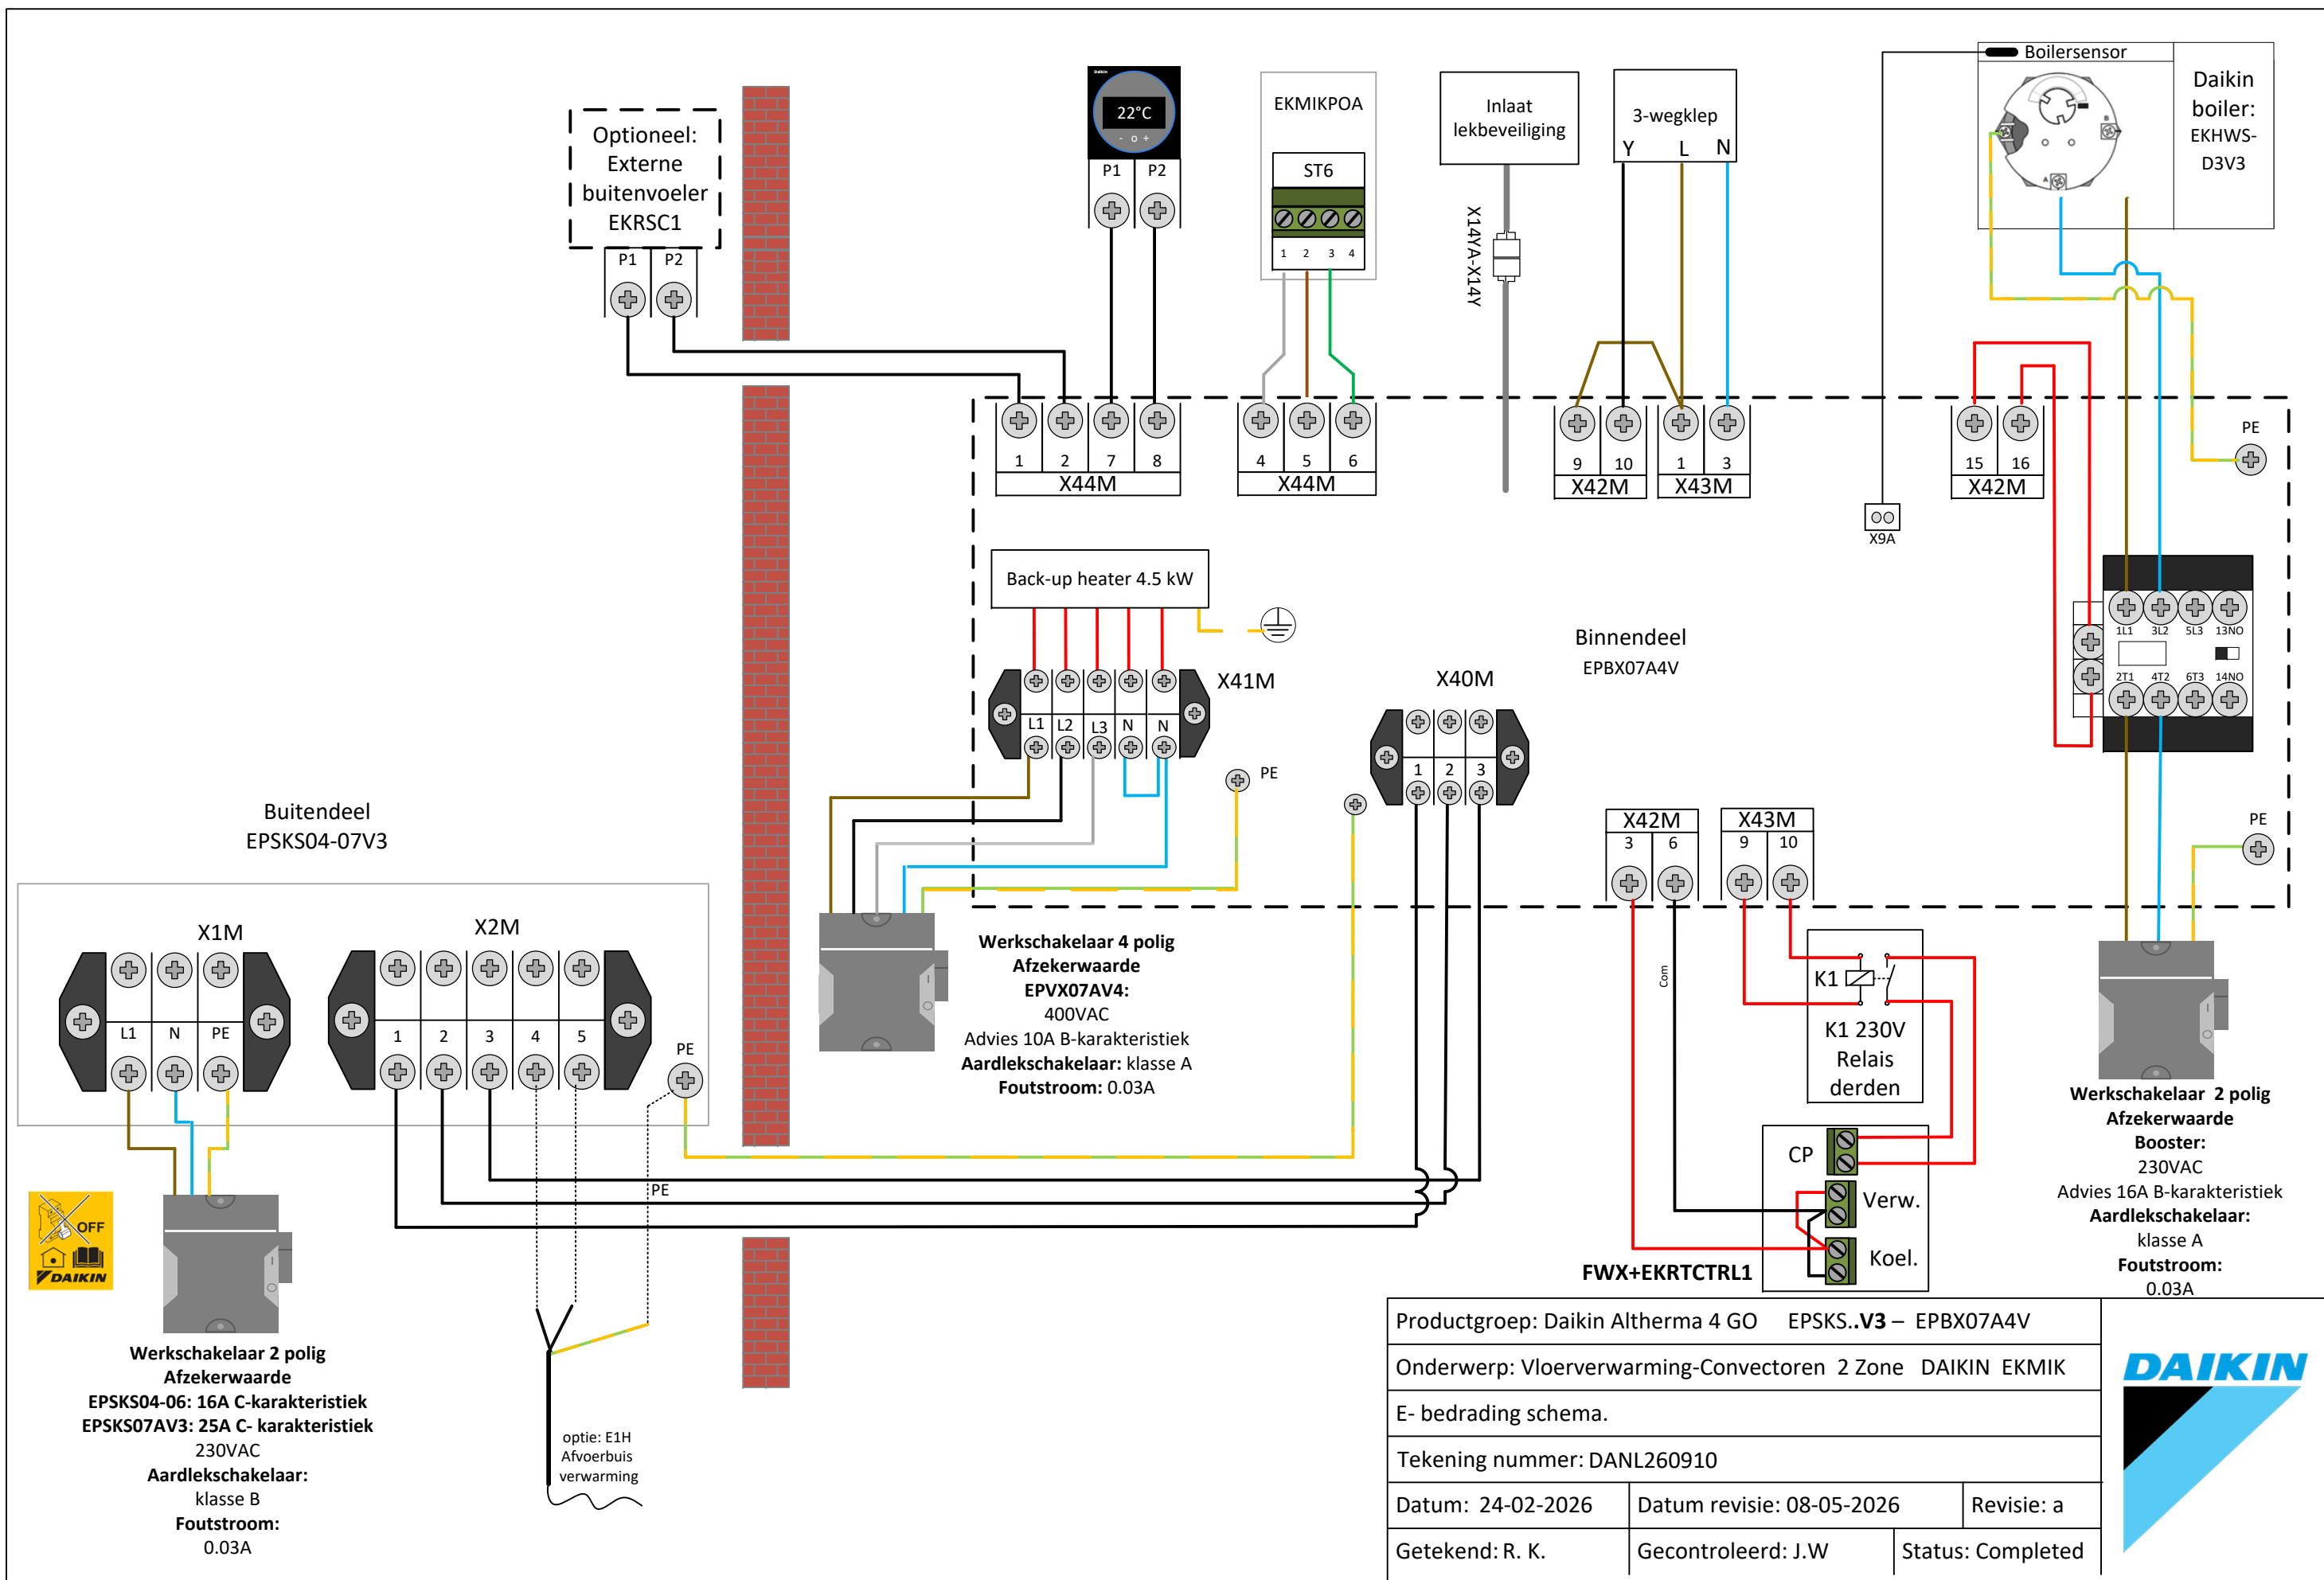 Optioneel:
Externe
buitenvoeler
EKRSC1
P1 P2
Daikin
22°C
- o +
P1 P2
EKMIKPOA
ST6
1 2 3 4
Inlaat
lekbeveiliging
X14YA-X14Y
3-wegklep
Y L N
Boilersensor
Daikin
boiler:
EKHWS-
D3V3
B
A
1 2 7 8
X44M
4 5 6
X44M
9 10
X42M
1 3
X43M
X9A
15 16
X42M
PE
Back-up heater 4.5 kW
X41M
L1 L2 L3 N N
PE
Binnendeel
EPBX07A4V
X40M
1 2 3
1L1 3L2 5L3 13NO
2T1 4T2 6T3 14NO
PE
Buitendeel
EPSKS04-07V3
X1M
L1 N PE
X2M
1 2 3 4 5
PE
PE
Werkschakelaar 4 polig
Afzekerwaarde
EPVX07AV4:
400VAC
Advies 10A B-karakteristiek
Aardlekschakelaar: klasse A
Foutstroom: 0.03A
X42M
3 6
X43M
9 10
Com
K1
K1 230V
Relais
derden
CP
Verw.
Koel.
FWX+EKRTCTRL1
Werkschakelaar 2 polig
Afzekerwaarde
Booster:
230VAC
Advies 16A B-karakteristiek
Aardlekschakelaar:
klasse A
Foutstroom:
0.03A
OFF
DAIKIN
Werkschakelaar 2 polig
Afzekerwaarde
EPSKS04-06: 16A C-karakteristiek
EPSKS07AV3: 25A C- karakteristiek
230VAC
Aardlekschakelaar:
klasse B
Foutstroom:
0.03A
optie: E1H
Afvoerbuis
verwarming
Productgroep: Daikin Altherma 4 GO EPSKS..V3 – EPBX07A4V
Onderwerp: Vloerverwarming-Convectoren 2 Zone DAIKIN EKMIK
E- bedrading schema.
Tekening nummer: DANL260910
Datum: 24-02-2026 Datum revisie: 08-05-2026 Revisie: a
Getekend: R. K. Gecontroleerd: J.W Status: Completed
DAIKIN